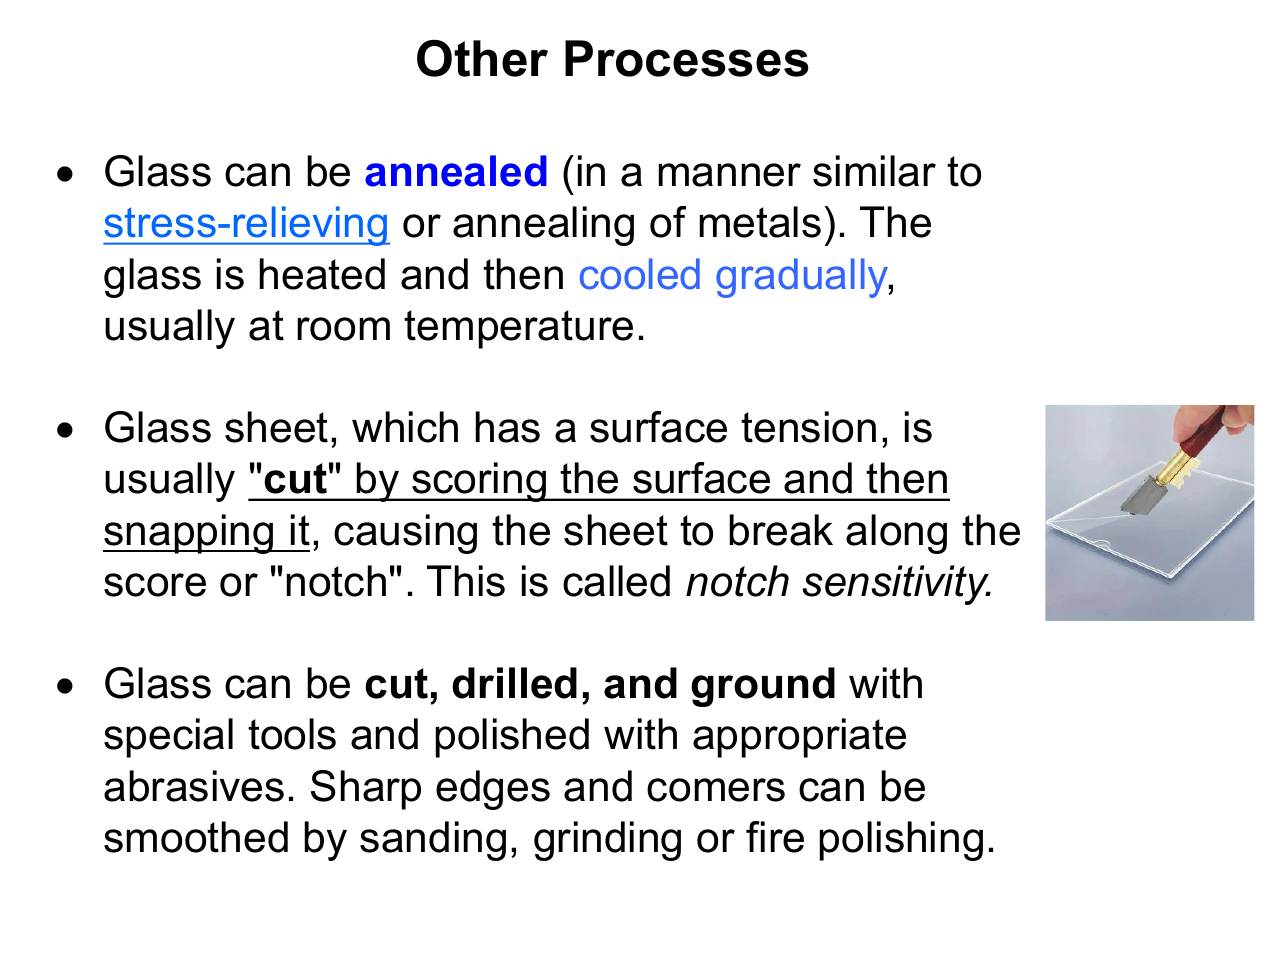 Other Processes
• Glass can be annealed (in a manner similar to
stress-relieving or annealing of metals). The
glass is heated and then cooled gradually,
usually at room temperature.
• Glass sheet, which has a surface tension, is
usually "cut" by scoring the surface and then
snapping it, causing the sheet to break along the
score or "notch". This is called notch sensitivity.
• Glass can be cut, drilled, and ground with
special tools and polished with appropriate
abrasives. Sharp edges and comers can be
smoothed by sanding, grinding or fire polishing.